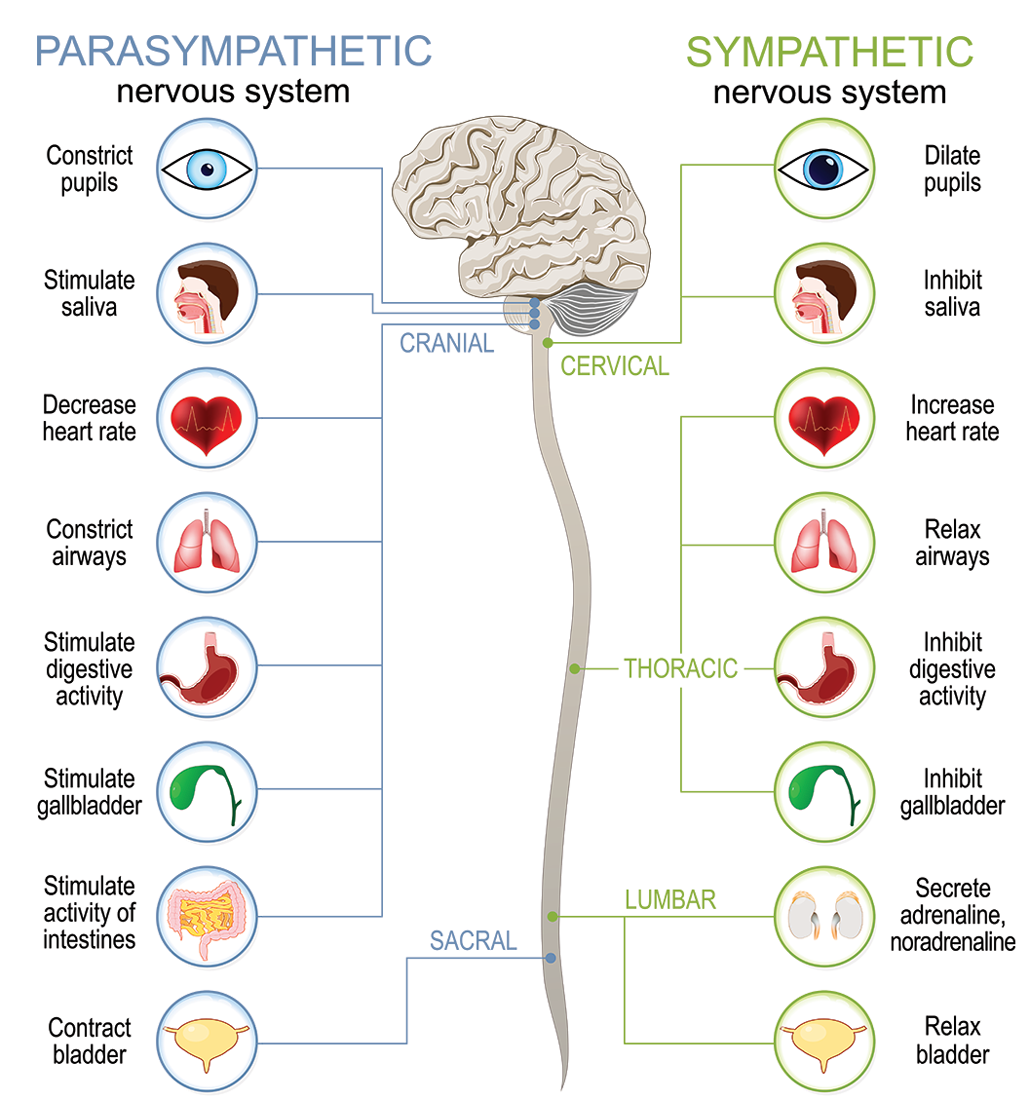 PARASYMPATHETIC
nervous system
Constrict
pupils
Stimulate
saliva
Decrease
heart rate
Constrict
airways
Stimulate
digestive
activity
Stimulate
gallbladder
Stimulate
activity of
intestines
Contract
bladder
CRANIAL
SACRAL
SYMPATHETIC
nervous system
CERVICAL
THORACIC
LUMBAR
Dilate
pupils
Inhibit
saliva
Increase
heart rate
Relax
airways
Inhibit
digestive
activity
Inhibit
gallbladder
Secrete
adrenaline,
noradrenaline
Relax
bladder